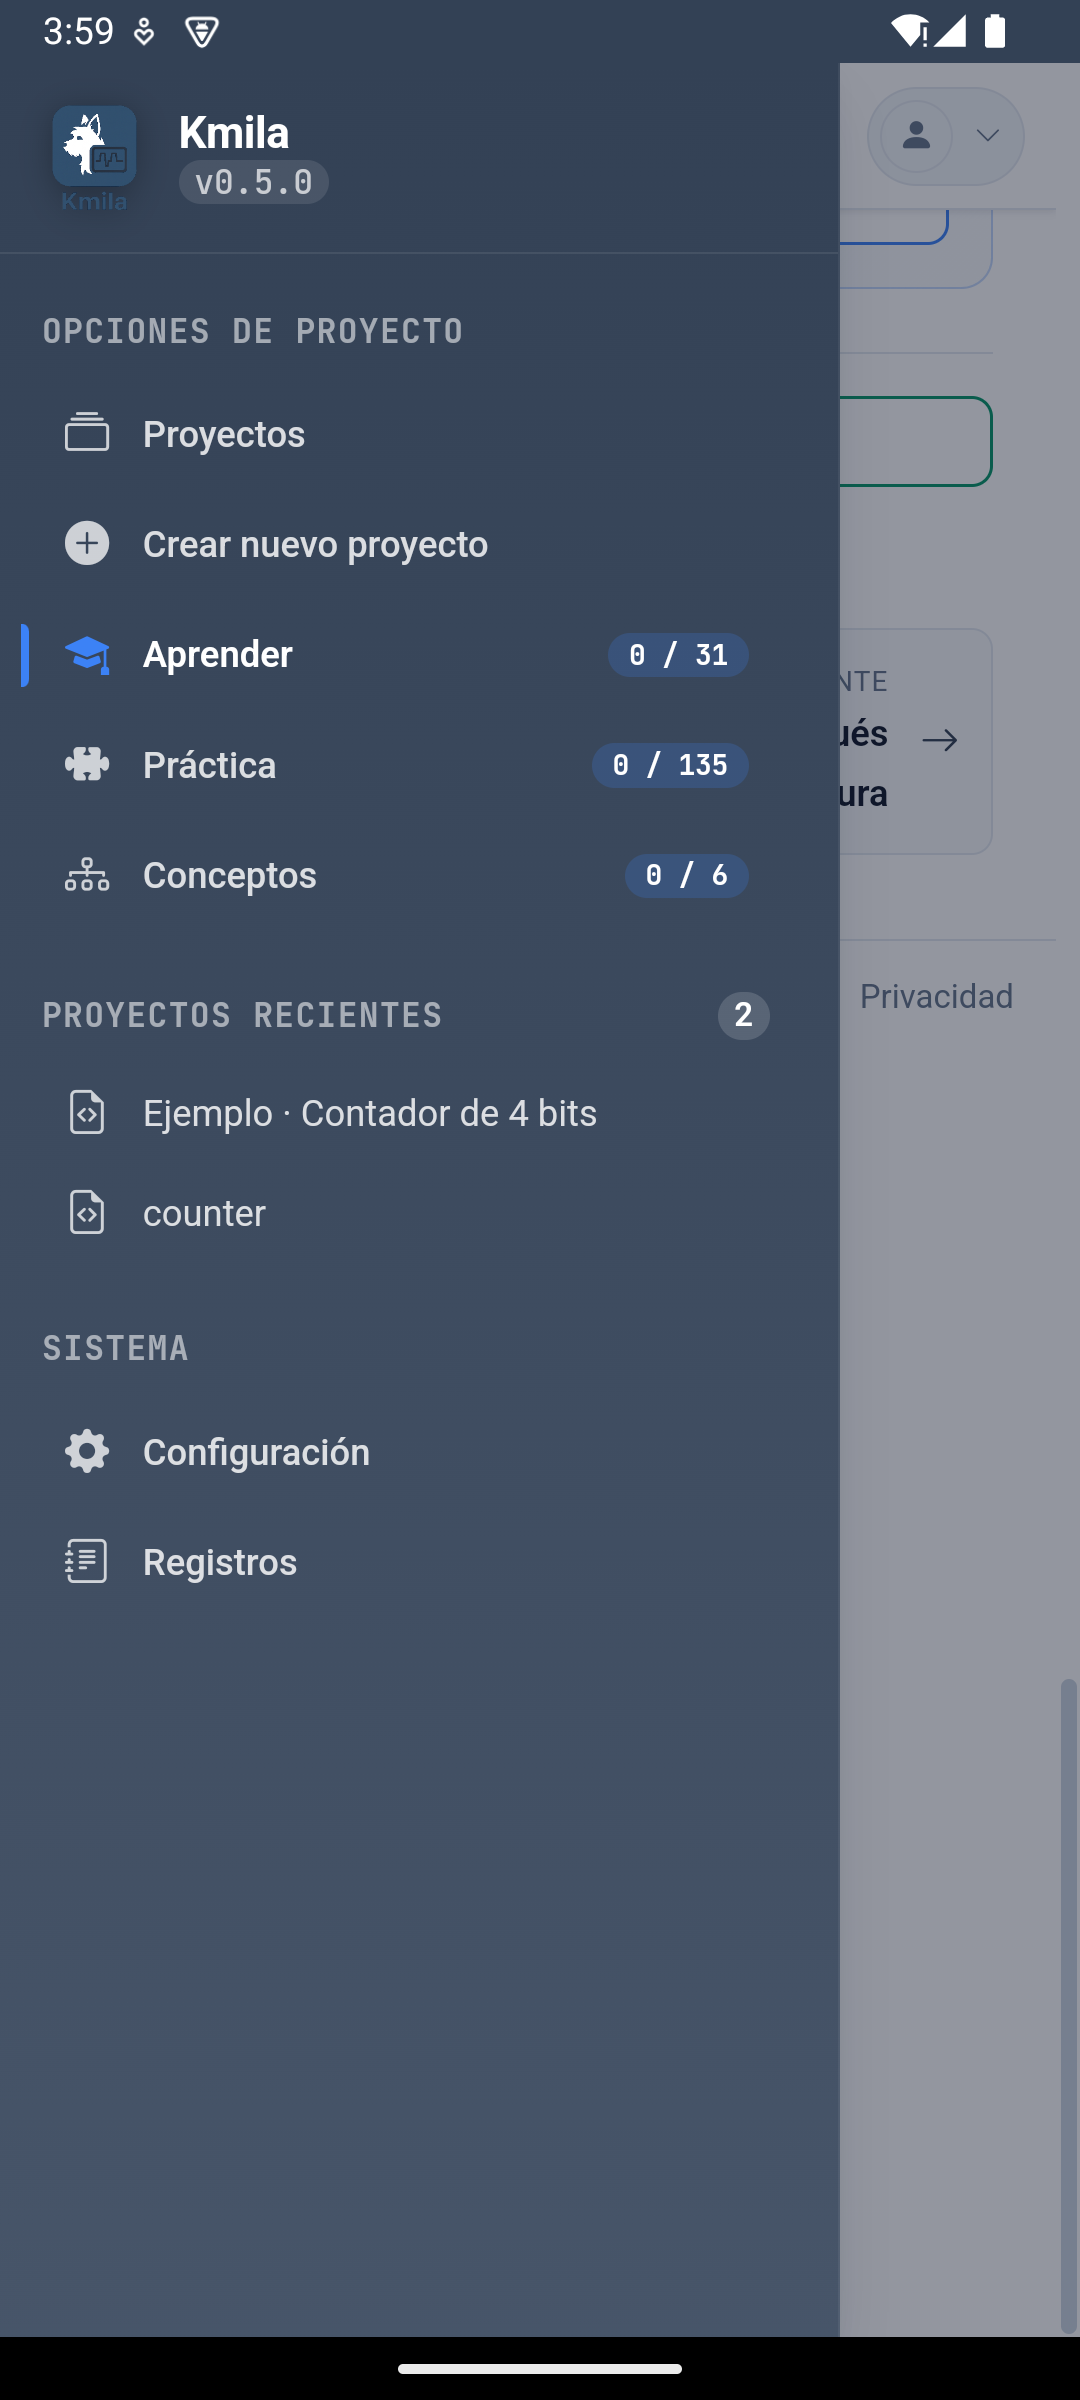 3:59
Kmila
v0.5.0
Kmila
OPCIONES DE PROYECTO
Proyectos
Crear nuevo proyecto
Aprender
0 / 31
Práctica
0 / 135
Conceptos
0 / 6
PROYECTOS RECIENTES
2
Ejemplo · Contador de 4 bits
counter
SISTEMA
Configuración
Registros
NTE
ués
ura
Privacidad